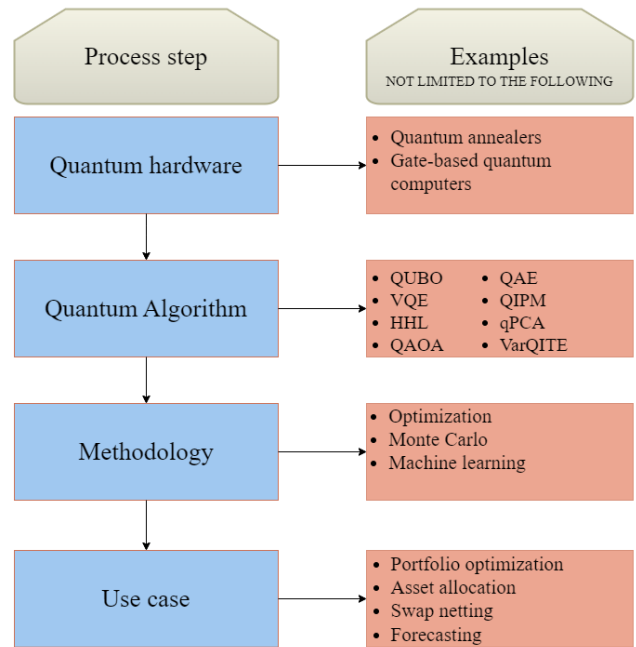 Process step
Examples
NOT LIMITED TO THE FOLLOWING
Quantum hardware
• Quantum annealers
• Gate-based quantum
computers
Quantum Algorithm
• QUBO
• VQE
• HHL
• QAOA
• QAE
• QIPM
• qPCA
• VarQITE
Methodology
• Optimization
• Monte Carlo
• Machine learning
Use case
• Portfolio optimization
• Asset allocation
• Swap netting
• Forecasting